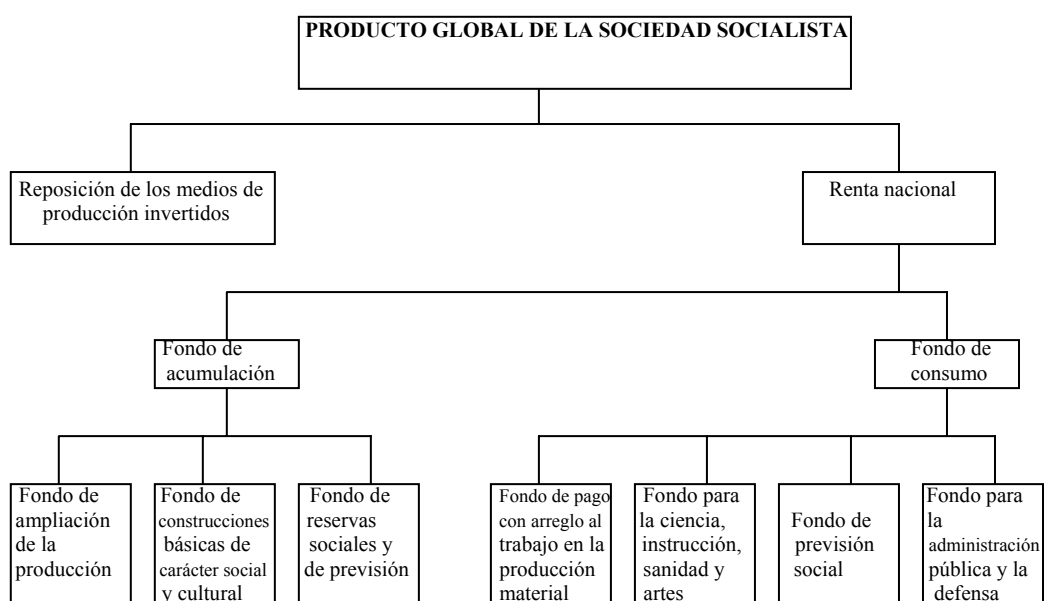 PRODUCTO GLOBAL DE LA SOCIEDAD SOCIALISTA
Reposición de los medios de
producción invertidos
Renta nacional
Fondo de
acumulación
Fondo de
consumo
Fondo de
ampliación
de la
producción
Fondo de
construcciones
básicas de
carácter social
y cultural
Fondo de
reservas
sociales y
de previsión
Fondo de pago
con arreglo al
trabajo en la
producción
material
Fondo para
la ciencia,
instrucción,
sanidad y
artes
Fondo de
previsión
social
Fondo para
la
administración
pública y la
defensa